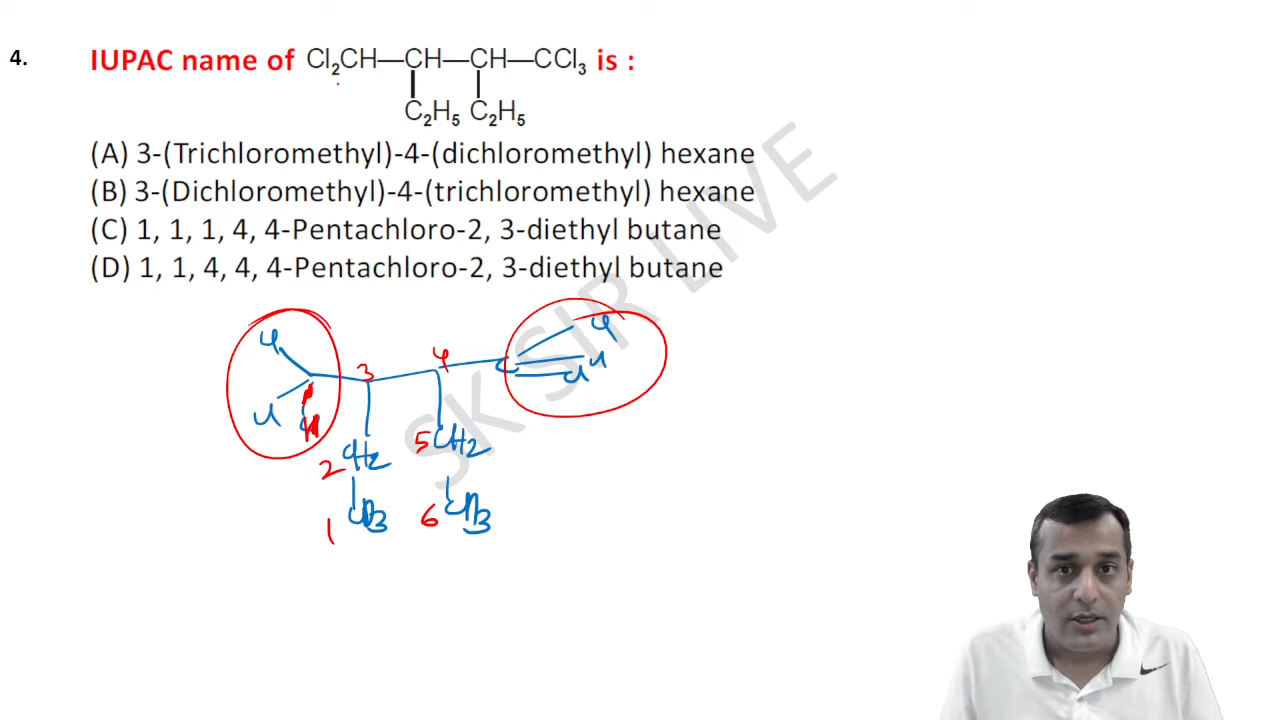 4. IUPAC name of Cl₂CH—CH—CH—CCl₃ is :
C₂H₅ C₂H₅
(A) 3-(Trichloromethyl)-4-(dichloromethyl) hexane
(B) 3-(Dichloromethyl)-4-(trichloromethyl) hexane
(C) 1, 1, 1, 4, 4-Pentachloro-2, 3-diethyl butane
(D) 1, 1, 4, 4, 4-Pentachloro-2, 3-diethyl butane
SK SIR LIVE
Cl Cl
3 4 C Cl
Cl H Cl
2 CH2 5 CH2
1 CH3 6 CH3